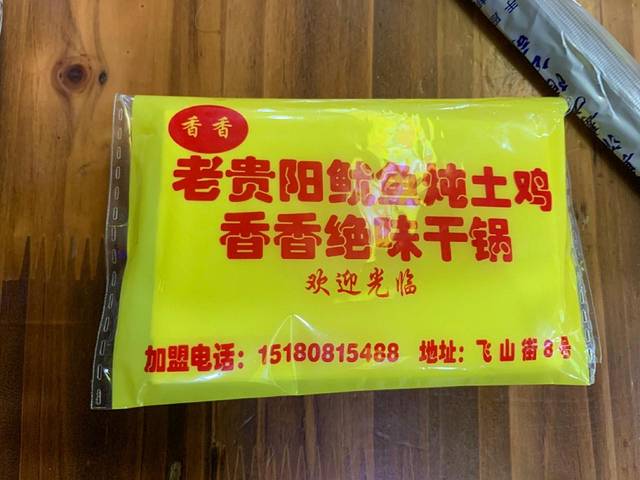 香香
老贵阳鱿鱼炖土鸡
香香绝味干锅
欢迎光临
加盟电话：15180815488 地址：飞山街8号